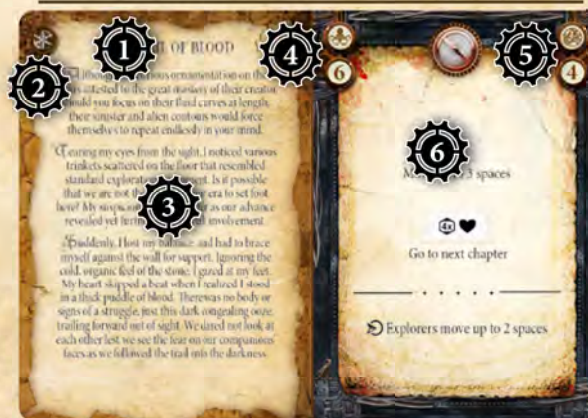 1
OF BLOOD
4
5
2
6
4
ornamentation on the
attested to the great mastery of their creator
you focus on their fluid curves at length,
their sinister and alien contours would force
themselves to repeat endlessly in your mind.
Tearing my eyes from the sight, I noticed various
trinkets scattered on the floor that resembled
standard
Is it possible
that we are not the
era to set foot
here? My
as our advance
revealed yet
involvement.
3
Suddenly, I lost my balance and had to brace
myself against the wall for support. Ignoring the
cold, organic feel of the stone, I gazed at my feet.
My heart skipped a beat when I realized I stood
in a thick puddle of blood. There was no body or
signs of a struggle, just this dark congealing ooze,
trailing forward out of sight. We dared not look at
each other lest we see the fear on our companions
faces as we followed the trail into the darkness.
6
3 spaces
4x
Go to next chapter
Explorers move up to 2 spaces